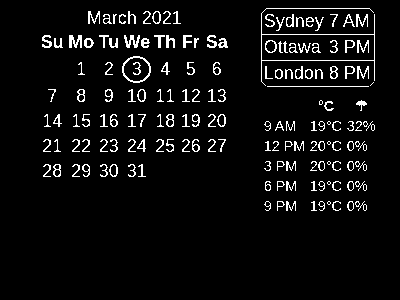 March 2021
Su Mo Tu We Th Fr Sa
1 2 3 4 5 6
7 8 9 10 11 12 13
14 15 16 17 18 19 20
21 22 23 24 25 26 27
28 29 30 31
Sydney 7 AM
Ottawa 3 PM
London 8 PM
°C ☂
9 AM 19°C 32%
12 PM 20°C 0%
3 PM 20°C 0%
6 PM 19°C 0%
9 PM 19°C 0%